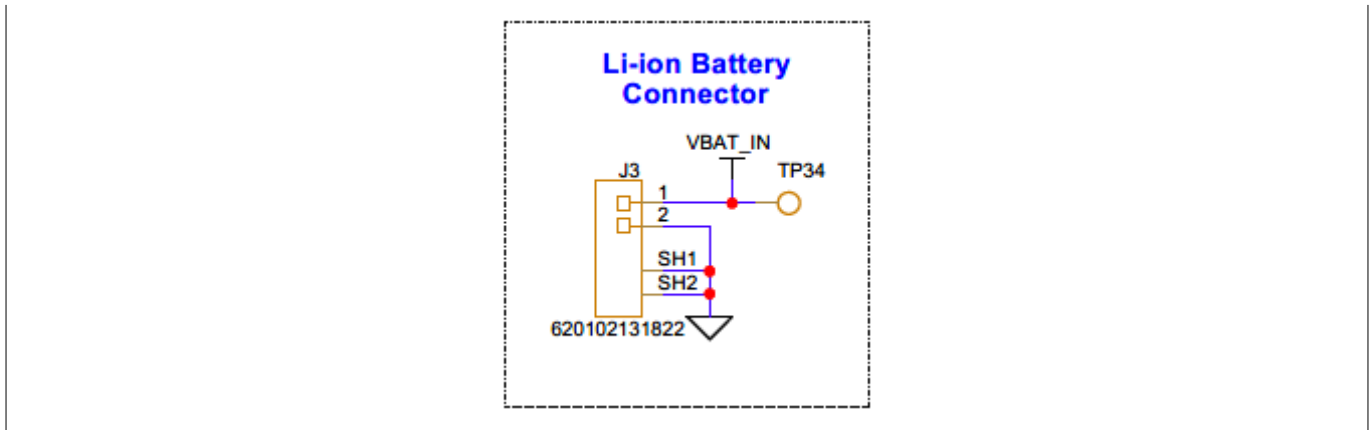 Li-ion Battery
Connector
VBAT_IN
J3
TP34
1
2
SH1
SH2
620102131822